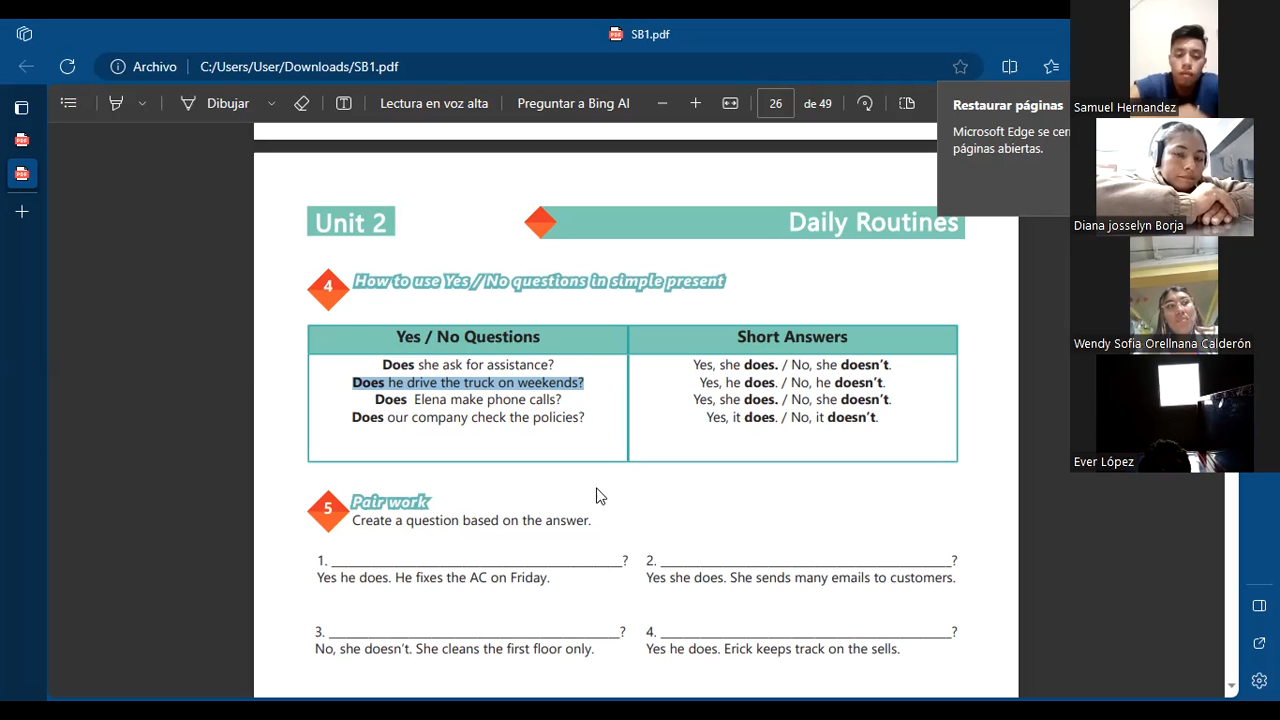 SB1.pdf
Archivo
C:/Users/User/Downloads/SB1.pdf
Dibujar
Lectura en voz alta
Preguntar a Bing AI
26
de 49
Restaurar páginas
Microsoft Edge se cer
páginas abiertas.
Samuel Hernandez
Diana josselyn Borja
Wendy Sofia Orellnana Calderón
Ever López
Unit 2
Daily Routines
4
How to use Yes / No questions in simple present
Yes / No Questions
Short Answers
Does she ask for assistance?
Yes, she does. / No, she doesn't.
Does he drive the truck on weekends?
Yes, he does. / No, he doesn't.
Does Elena make phone calls?
Yes, she does. / No, she doesn't.
Does our company check the policies?
Yes, it does. / No, it doesn't.
5
Pair work
Create a question based on the answer.
1. ______________________________________?
Yes he does. He fixes the AC on Friday.
2. ______________________________________?
Yes she does. She sends many emails to customers.
3. ______________________________________?
No, she doesn't. She cleans the first floor only.
4. ______________________________________?
Yes he does. Erick keeps track on the sells.